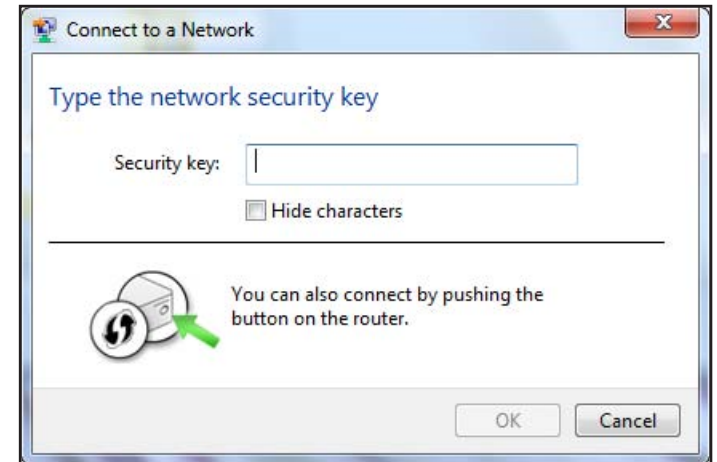 Connect to a Network
Type the network security key
Security key:
Hide characters
You can also connect by pushing the
button on the router.
OK
Cancel